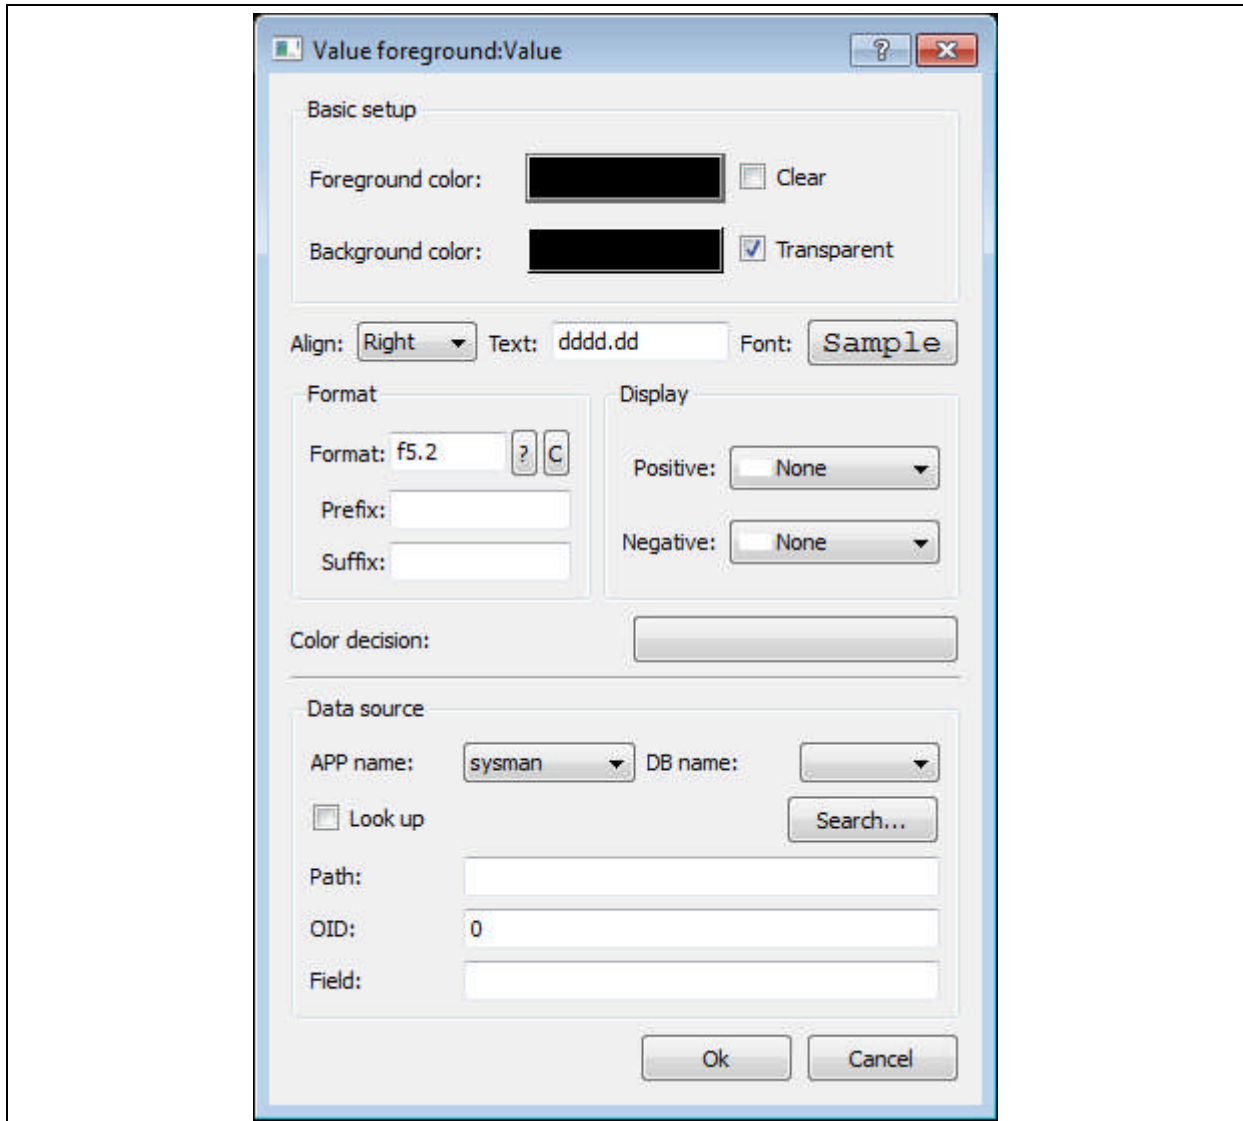 Value foreground:Value ?
Basic setup
Foreground color: Clear
Background color: Transparent
Align: Right Text: dddd.dd Font: Sample
Format Display
Format: f5.2 ? C
Positive: None
Prefix:
Negative: None
Suffix:
Color decision:
Data source
APP name: sysman DB name:
Look up Search...
Path:
OID: 0
Field:
Ok Cancel